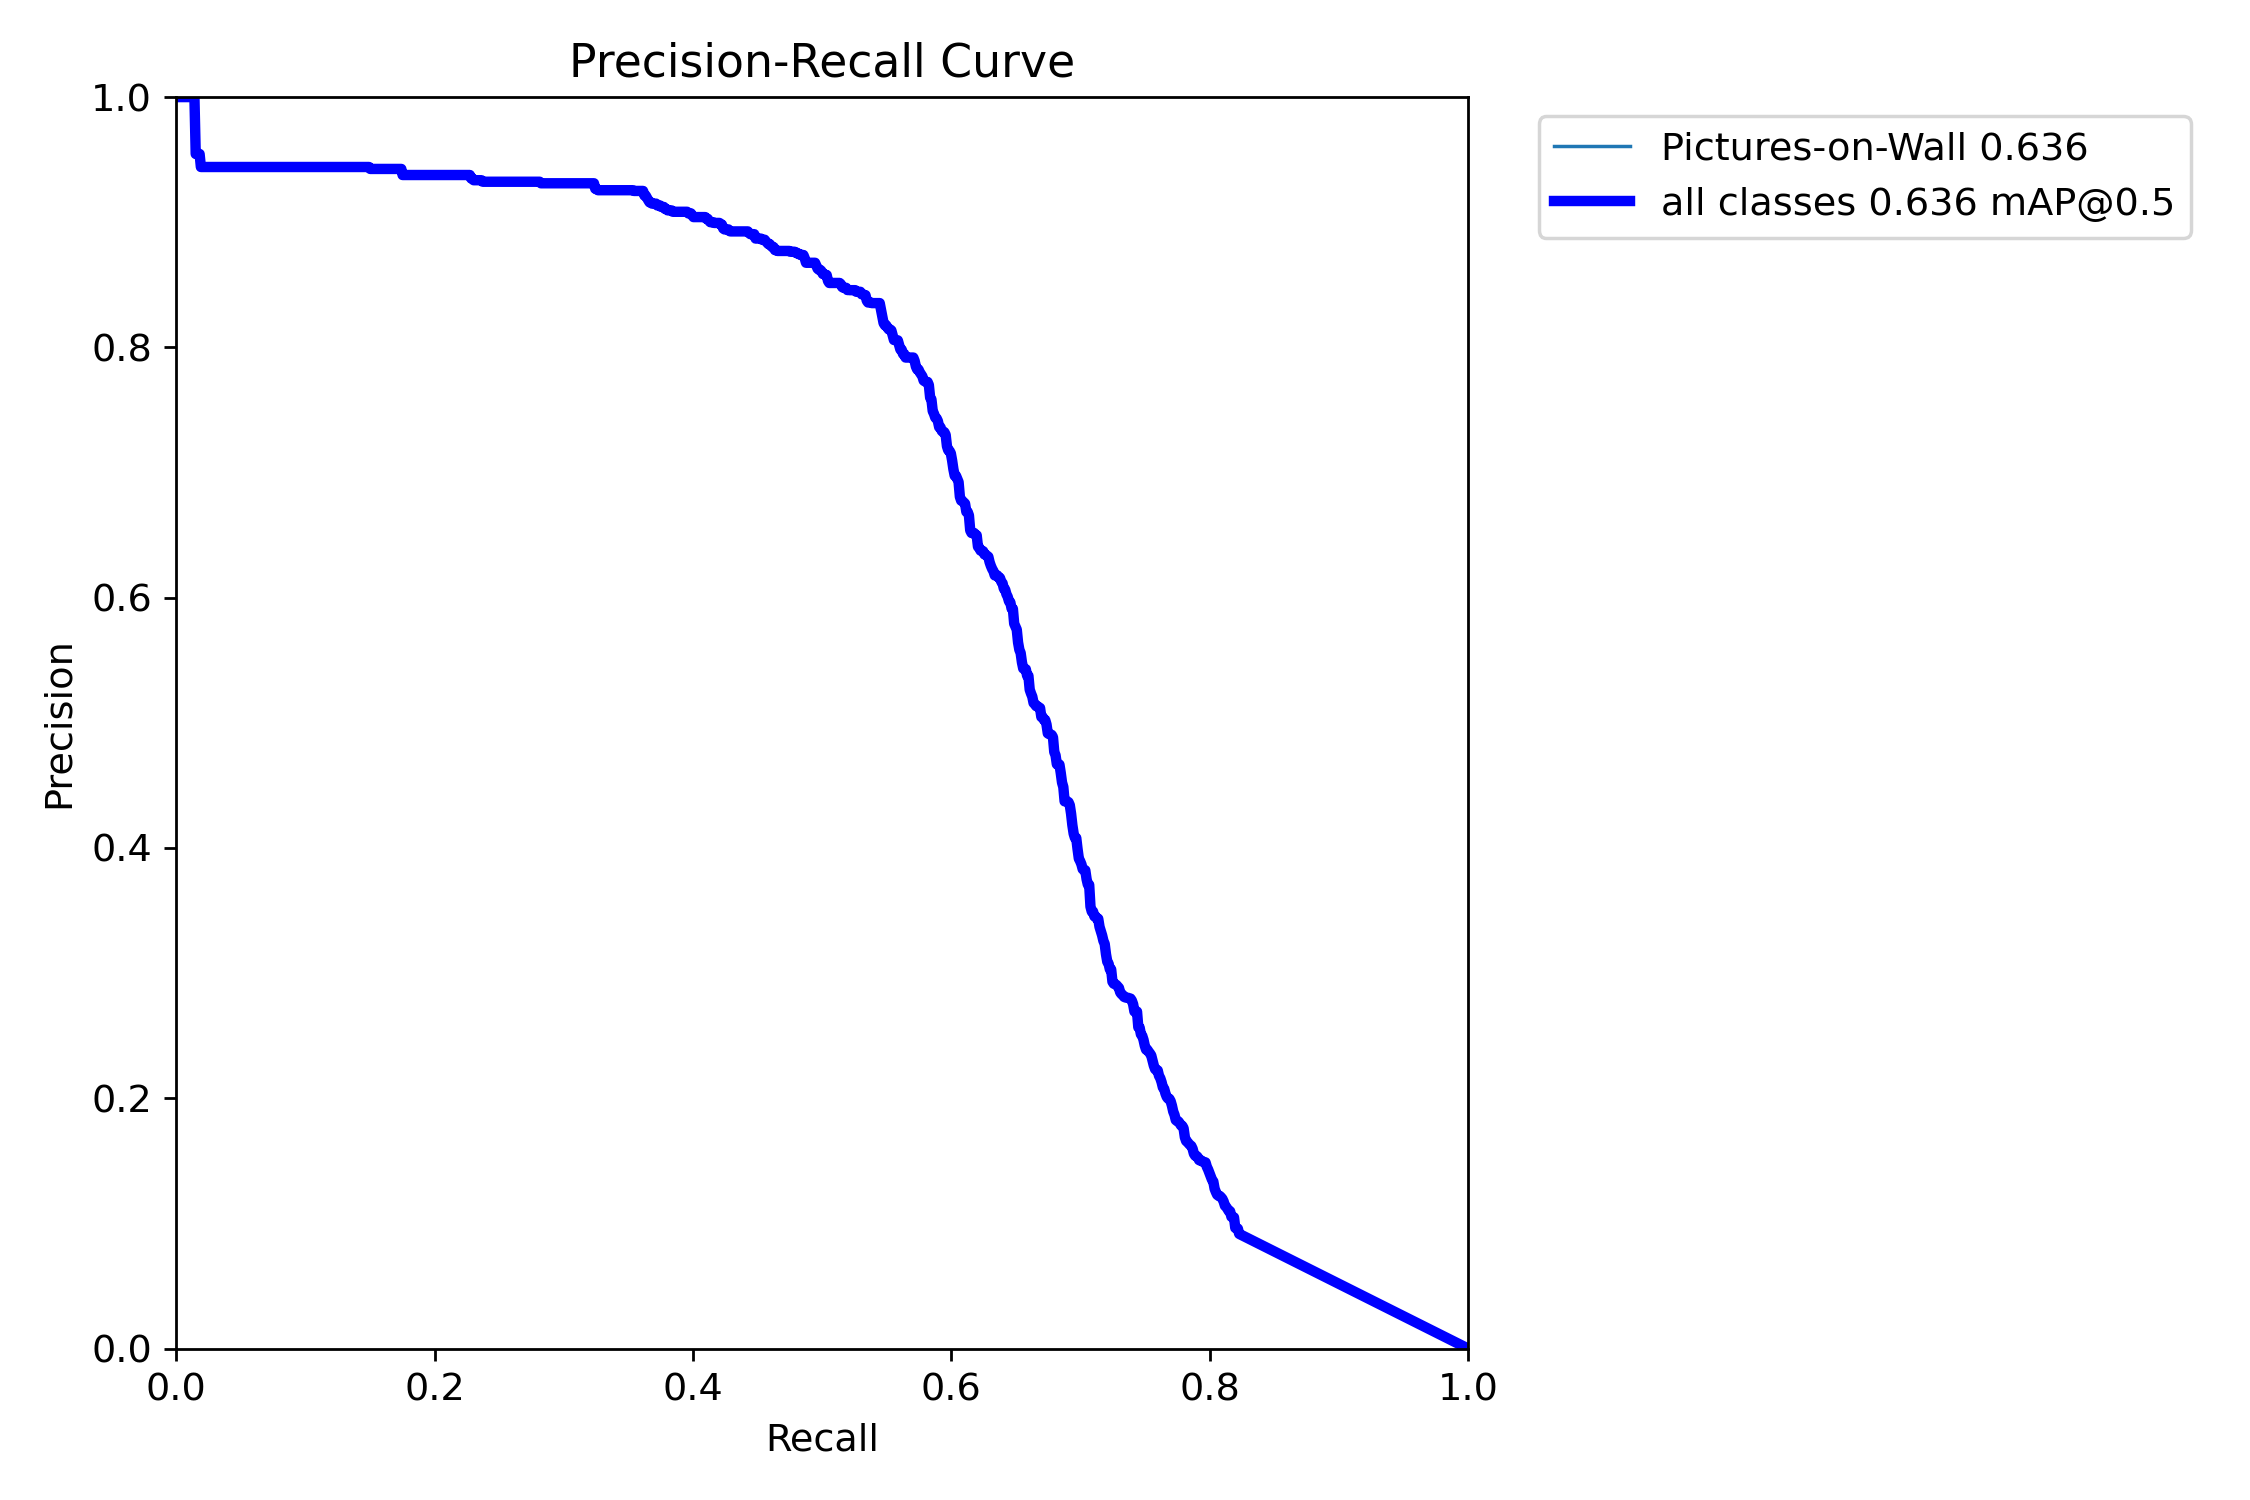 Precision-Recall Curve
1.0
0.8
0.6
0.4
0.2
0.0
Precision
0.0 0.2 0.4 0.6 0.8 1.0
Recall
Pictures-on-Wall 0.636
all classes 0.636 mAP@0.5